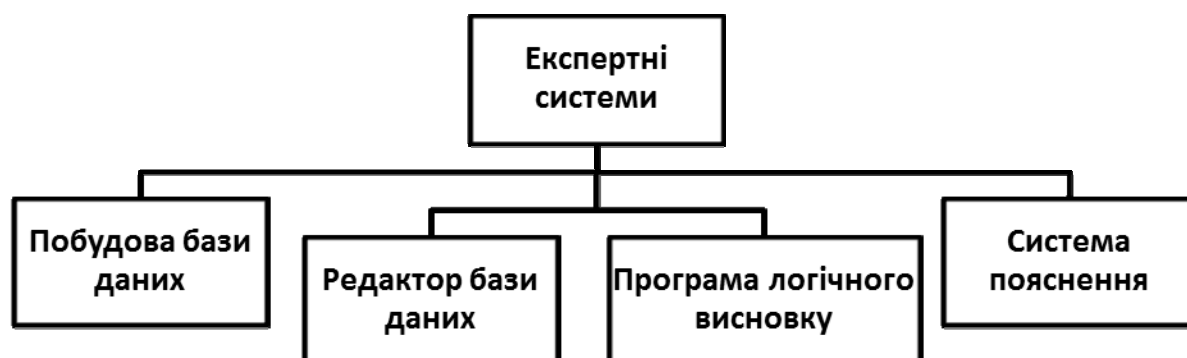 Експертні
системи
Побудова бази
даних
Редактор бази
даних
Програма логічного
висновку
Система
пояснення